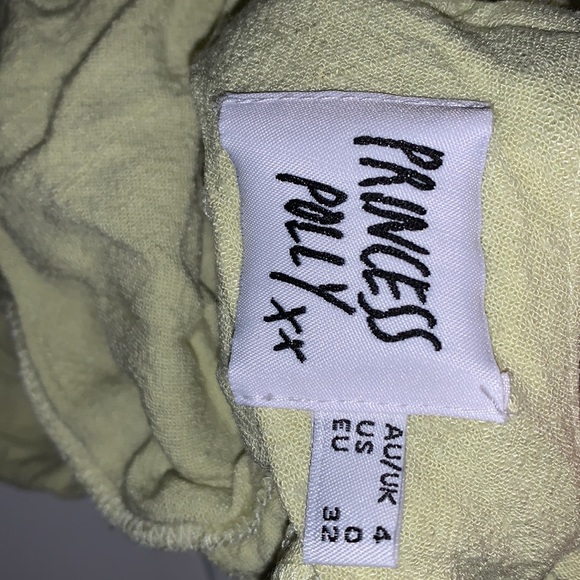 PRINCESS
POLLY xx
AU/UK 4
US 0
EU 32